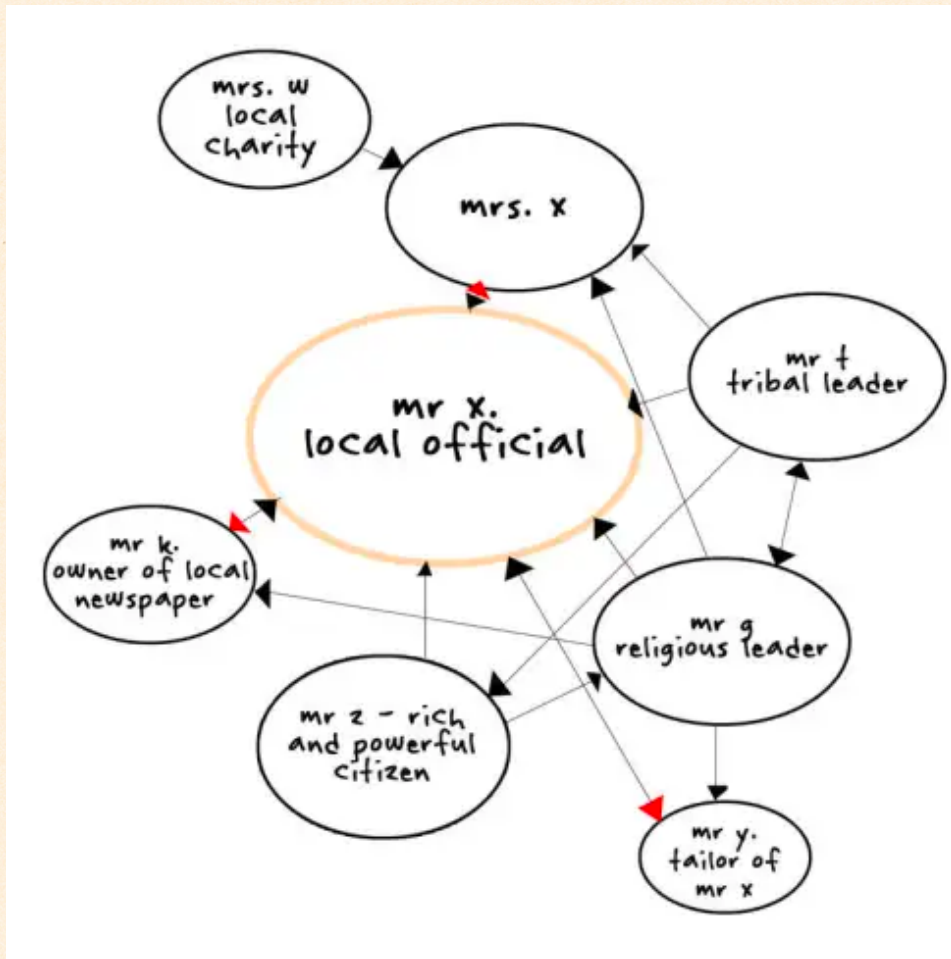 mrs. w
local
charity
mrs. x
mr t
tribal leader
mr x.
local official
mr k.
owner of local
newspaper
mr g
religious leader
mr z - rich
and powerful
citizen
mr y.
tailor of
mr x